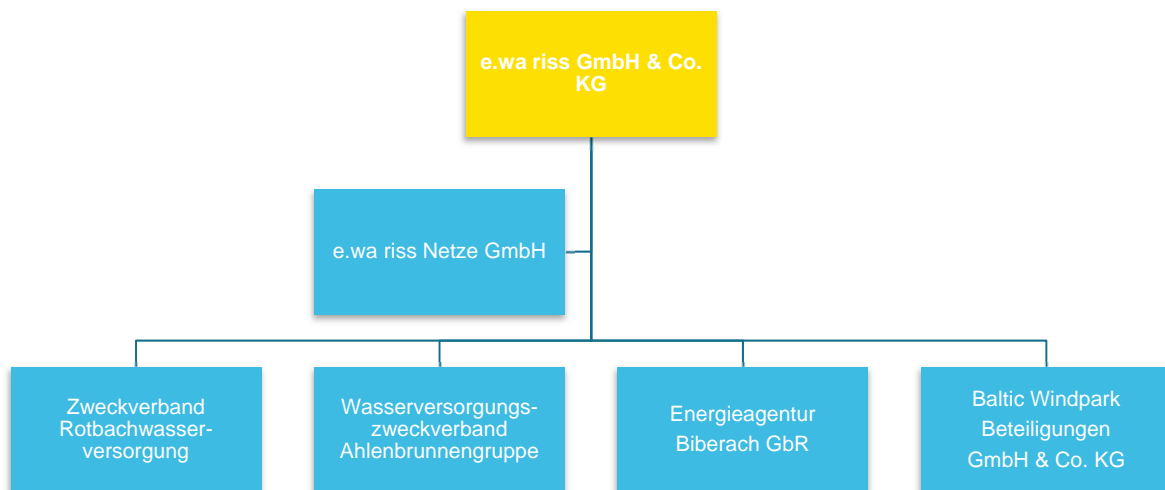 e.wa riss GmbH & Co.
KG
e.wa riss Netze GmbH
Zweckverband
Rotbachwasser-
versorgung
Wasserversorgungs-
zweckverband
Ahlenbrunnengruppe
Energieagentur
Biberach GbR
Baltic Windpark
Beteiligungen
GmbH & Co. KG